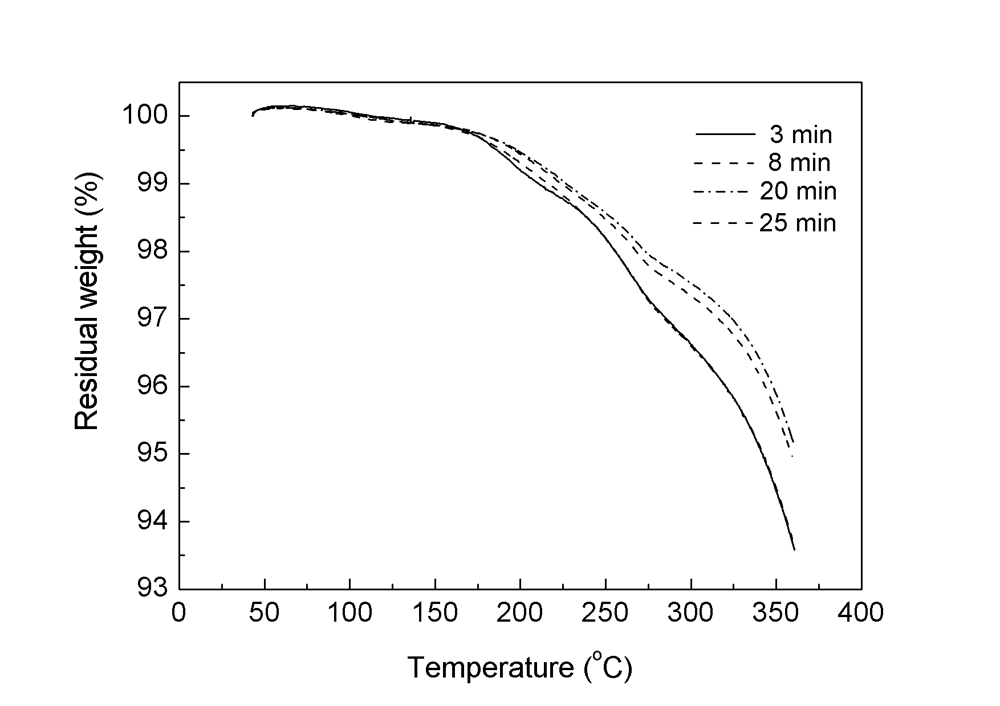 100
99
98
97
96
95
94
93
0 50 100 150 200 250 300 350 400
Residual weight (%)
Temperature (°C)
3 min
8 min
20 min
25 min